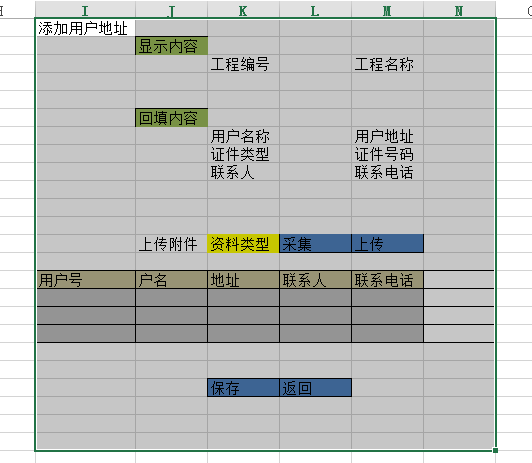 H I J K L M N
添加用户地址
显示内容
工程编号 工程名称
回填内容
用户名称 用户地址
证件类型 证件号码
联系人 联系电话
上传附件 资料类型 采集 上传
用户号 户名 地址 联系人 联系电话
保存 返回